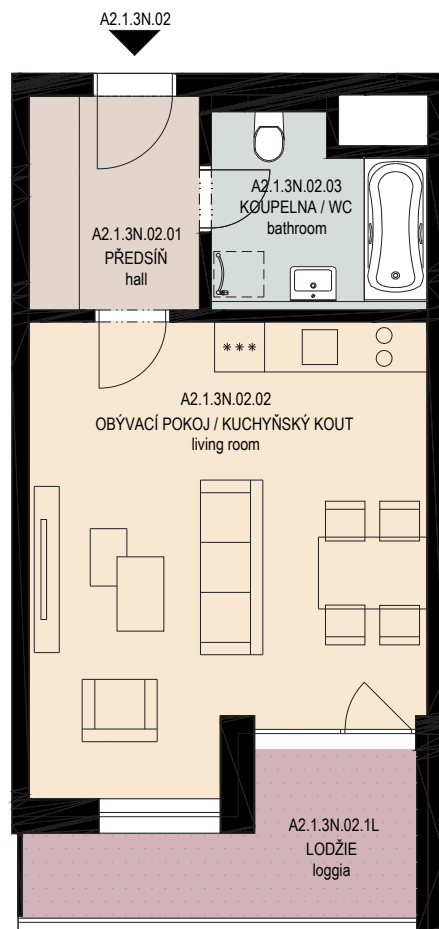 A2.1.3N.02
A2.1.3N.02.03
KOUPELNA / WC
bathroom
A2.1.3N.02.01
PŘEDSÍŇ
hall
***
A2.1.3N.02.02
OBÝVACÍ POKOJ / KUCHYŇSKÝ KOUT
living room
A2.1.3N.02.1L
LODŽIE
loggia